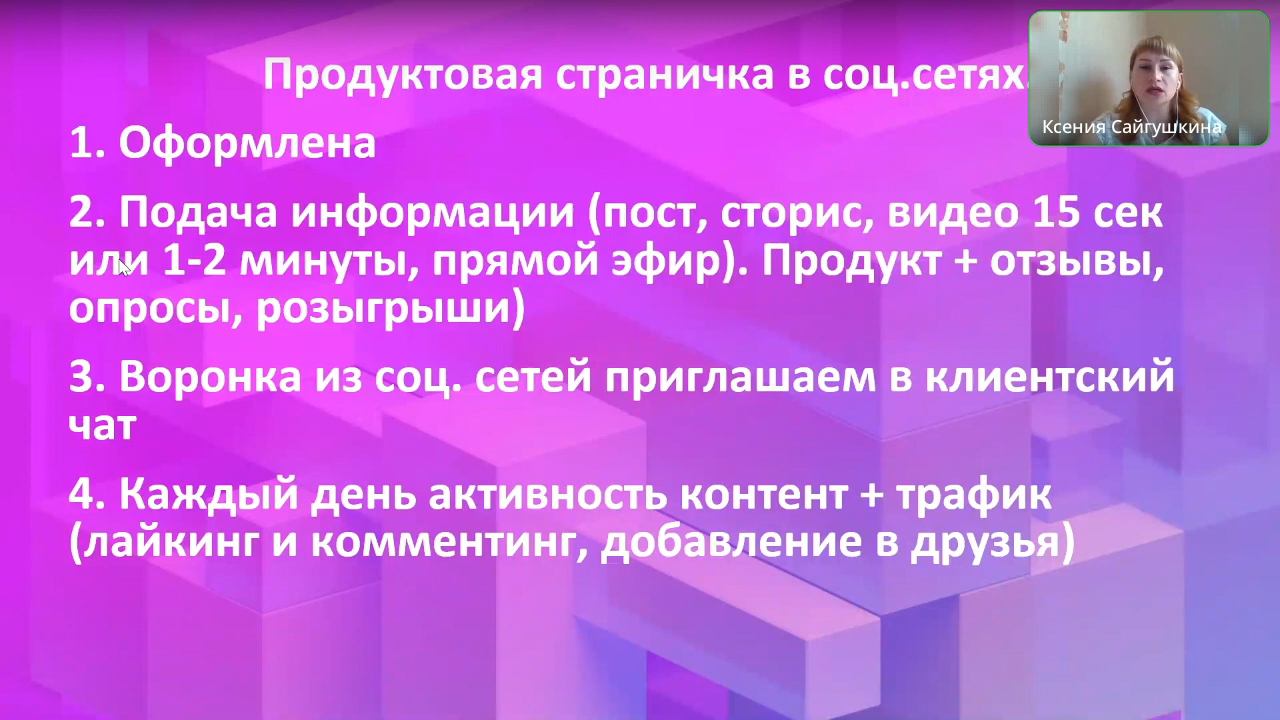 Продуктовая страничка в соц.сетях.
Ксения Сайгушкина
1. Оформлена
2. Подача информации (пост, сторис, видео 15 сек
или 1-2 минуты, прямой эфир). Продукт + отзывы,
опросы, розыгрыши)
3. Воронка из соц. сетей приглашаем в клиентский
чат
4. Каждый день активность контент + трафик
(лайкинг и комментинг, добавление в друзья)